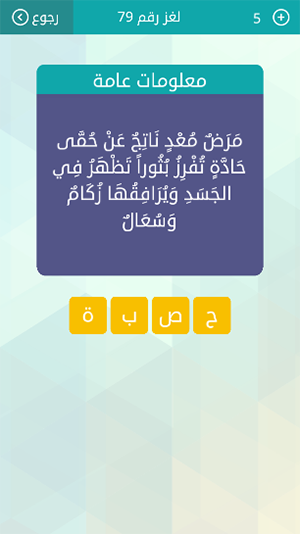 رجوع
لغز رقم 79
5
معلومات عامة
مَرَضٌ مُعْدٍ نَاتِجٌ عَنْ حُمَّى
حَادَّةٍ تُفْرِزُ بُثُوراً تَظْهَرُ فِي
الجَسَدِ وَيُرَافِقُهَا زُكَامٌ
وَسُعَالٌ
ح ص ب ة